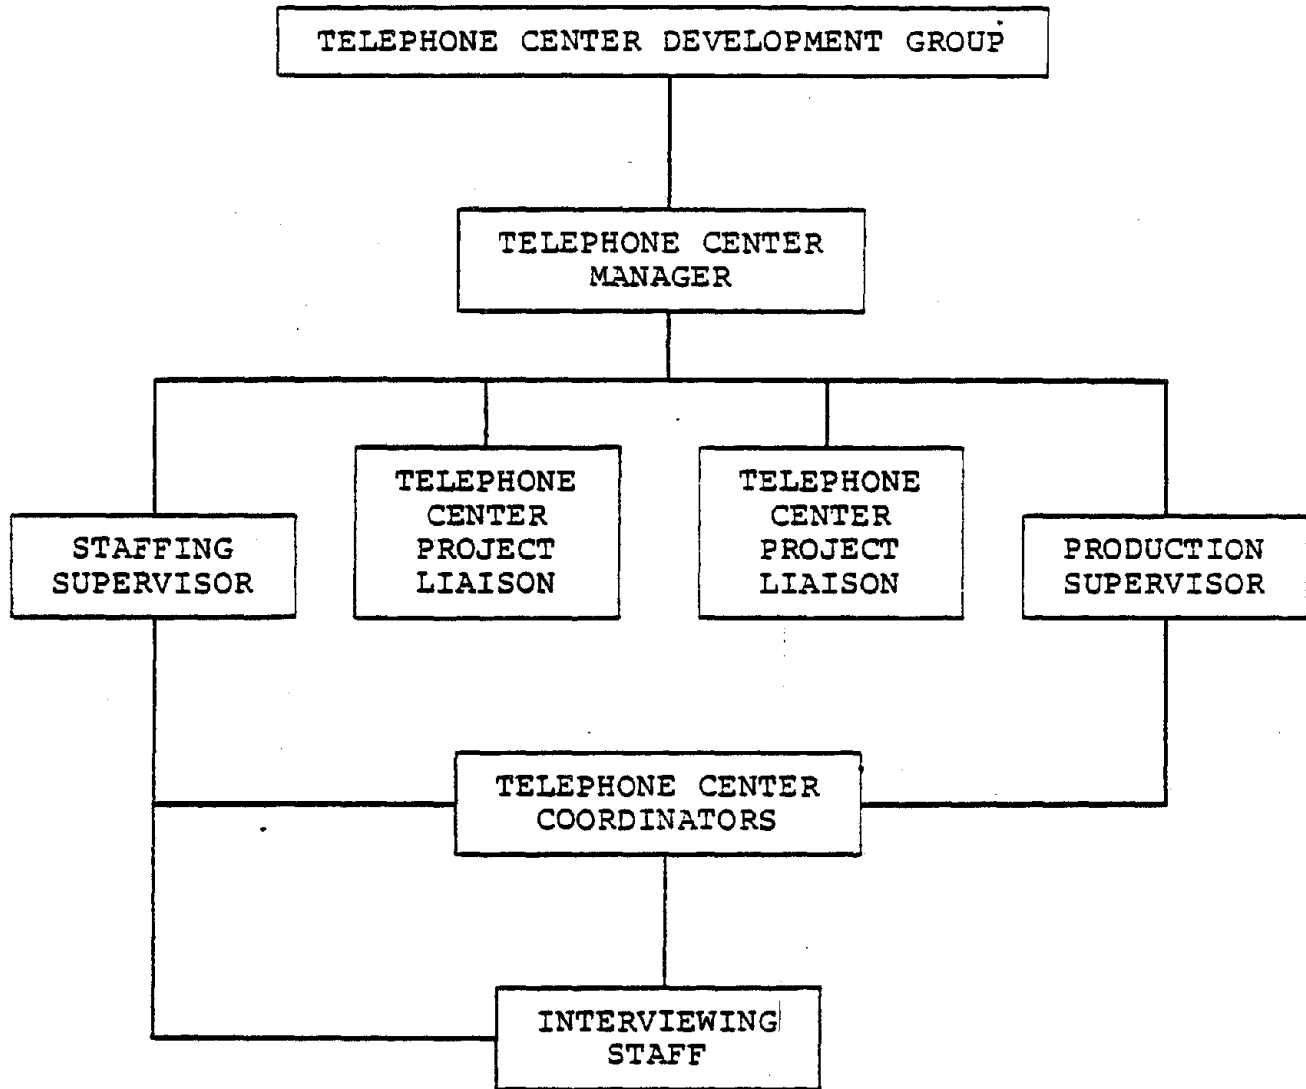 TELEPHONE CENTER DEVELOPMENT GROUP
TELEPHONE CENTER
MANAGER
STAFFING
SUPERVISOR
TELEPHONE
CENTER
PROJECT
LIAISON
TELEPHONE
CENTER
PROJECT
LIAISON
PRODUCTION
SUPERVISOR
TELEPHONE CENTER
COORDINATORS
INTERVIEWING
STAFF